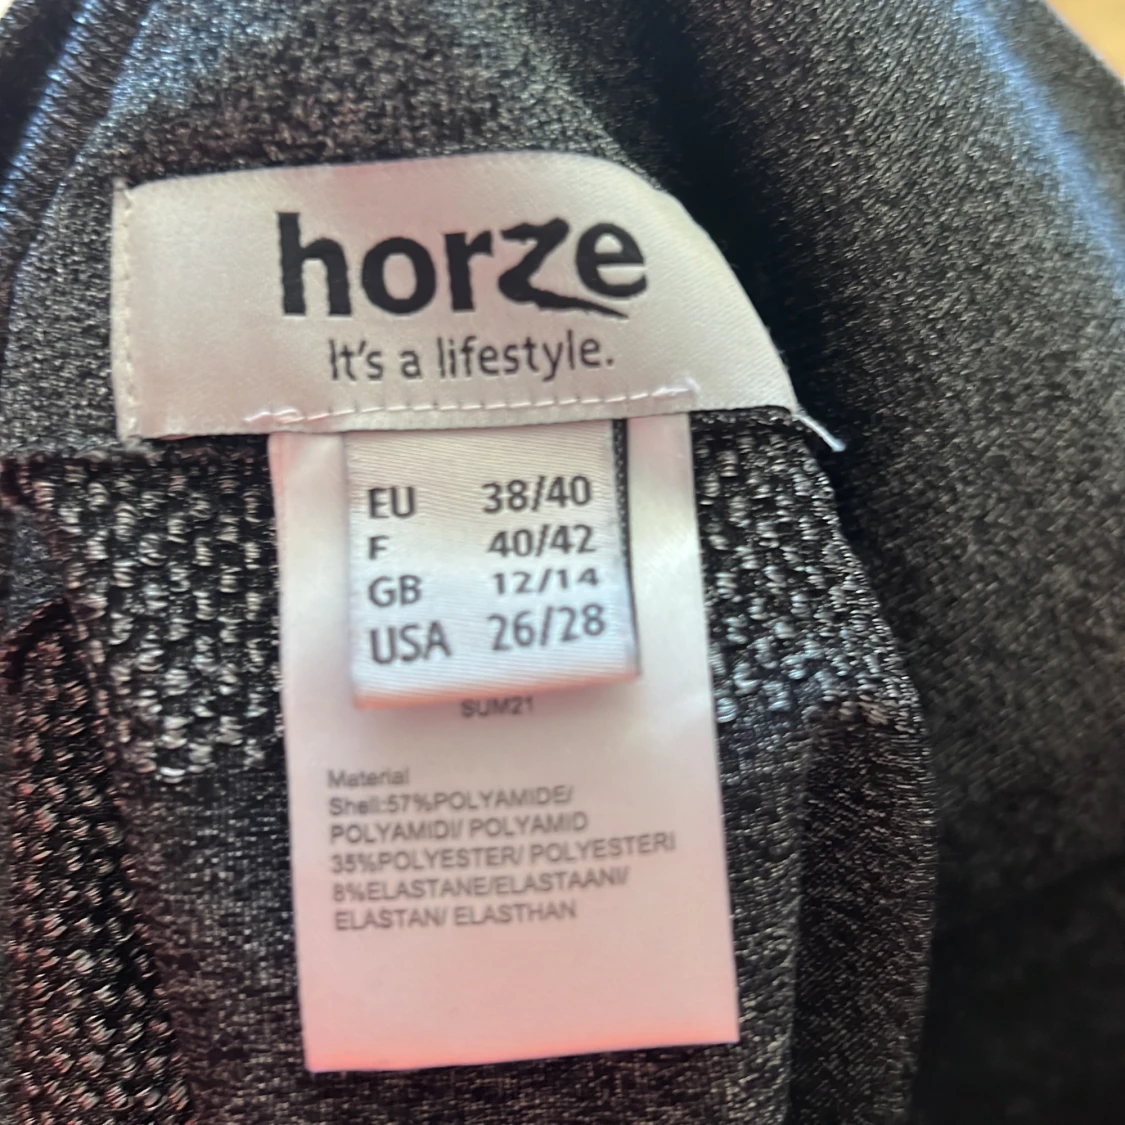 horze
It's a lifestyle.
EU 38/40
F 40/42
GB 12/14
USA 26/28
SUM21
Material
Shell:57%POLYAMIDE/
POLYAMIDI/ POLYAMID
35%POLYESTER/ POLYESTERI
8%ELASTANE/ELASTAANI/
ELASTAN/ ELASTHAN